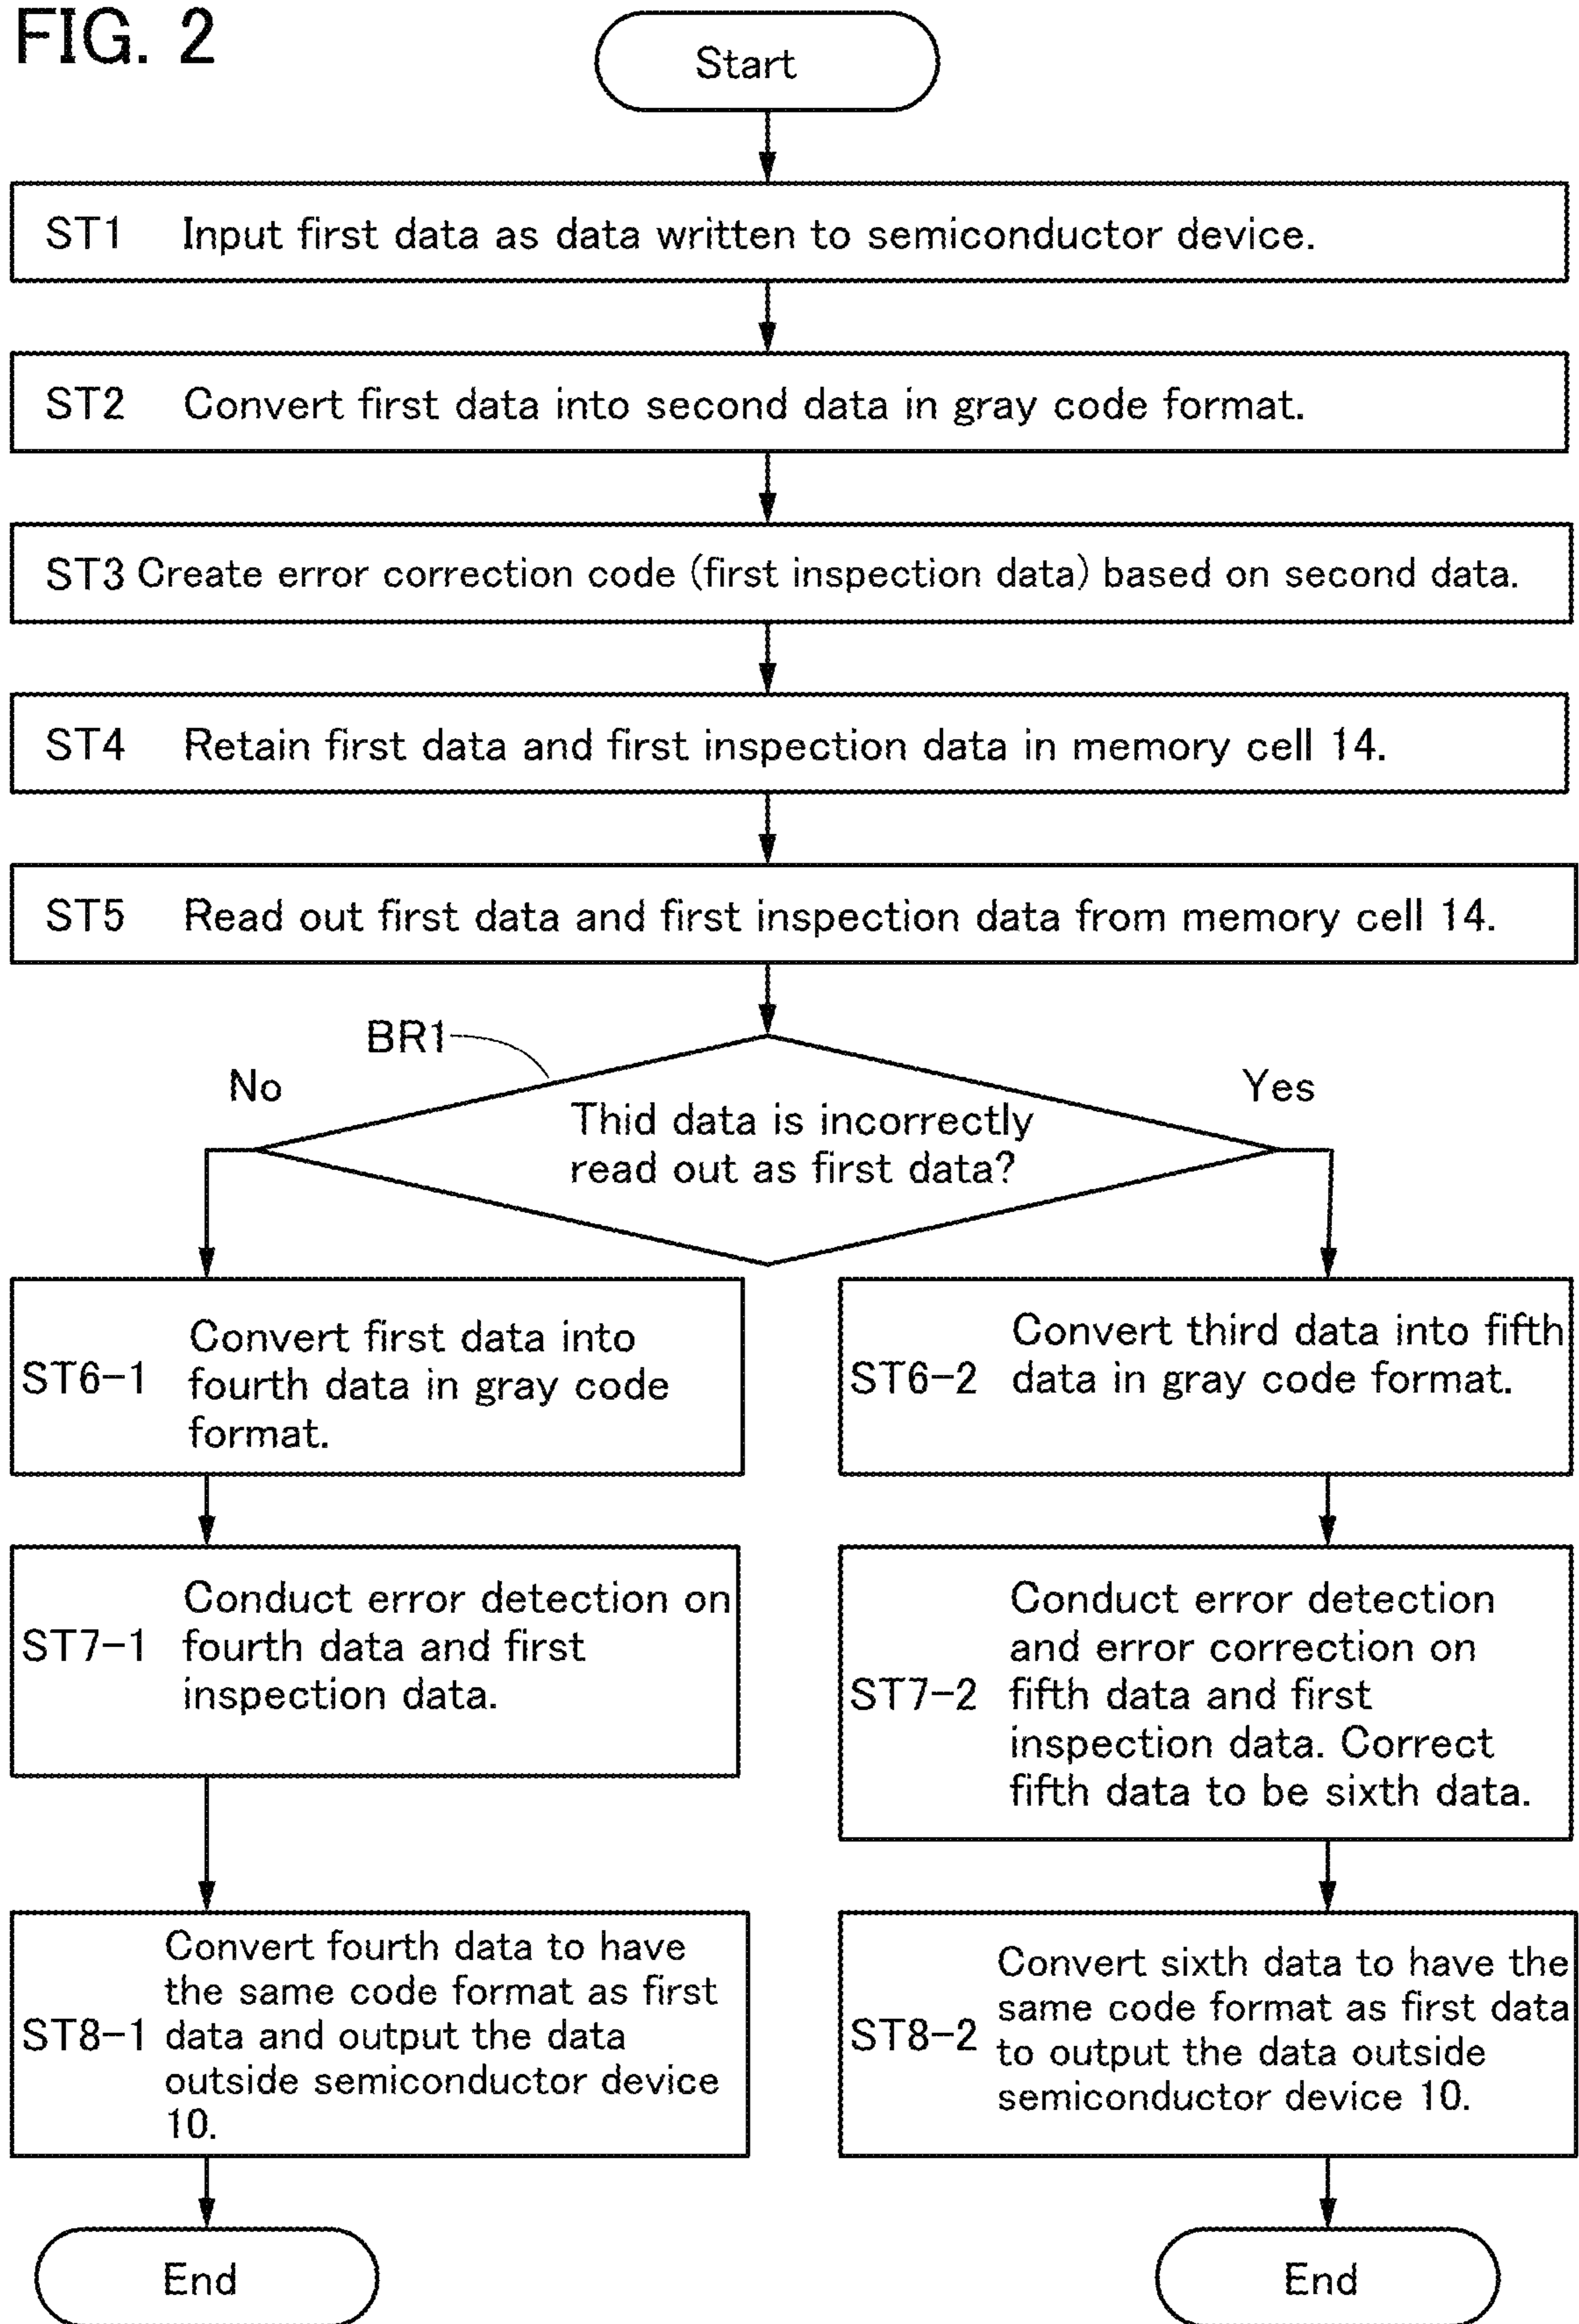 FIG. 2
Start
ST1 Input first data as data written to semiconductor device.
ST2 Convert first data into second data in gray code format.
ST3 Create error correction code (first inspection data) based on second data.
ST4 Retain first data and first inspection data in memory cell 14.
ST5 Read out first data and first inspection data from memory cell 14.
BR1
No
Yes
Thid data is incorrectly
read out as first data?
ST6-1
Convert first data into
fourth data in gray code
format.
ST6-2
Convert third data into fifth
data in gray code format.
ST7-1
Conduct error detection on
fourth data and first
inspection data.
ST7-2
Conduct error detection
and error correction on
fifth data and first
inspection data. Correct
fifth data to be sixth data.
ST8-1
Convert fourth data to have
the same code format as first
data and output the data
outside semiconductor device
10.
ST8-2
Convert sixth data to have the
same code format as first data
to output the data outside
semiconductor device 10.
End
End